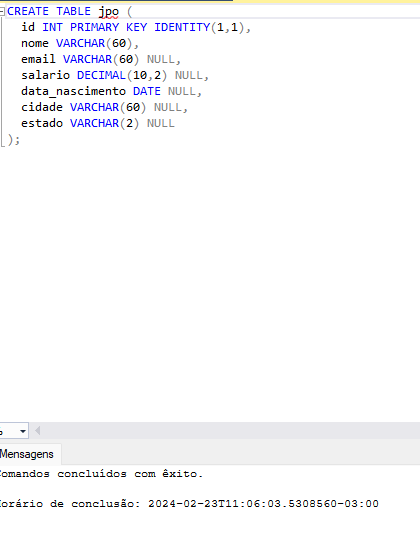 CREATE TABLE jpo (
id INT PRIMARY KEY IDENTITY(1,1),
nome VARCHAR(60),
email VARCHAR(60) NULL,
salario DECIMAL(10,2) NULL,
data_nascimento DATE NULL,
cidade VARCHAR(60) NULL,
estado VARCHAR(2) NULL
);
Mensagens
omandos concluídos com êxito.
orário de conclusão: 2024-02-23T11:06:03.5308560-03:00